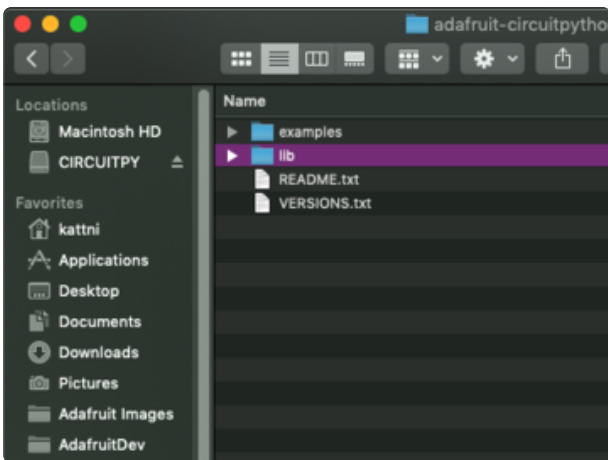 adafruit-circuitpytho
Locations
Macintosh HD
CIRCUITPY
Favorites
kattni
Applications
Desktop
Documents
Downloads
Pictures
Adafruit Images
AdafruitDev
Name
examples
lib
README.txt
VERSIONS.txt